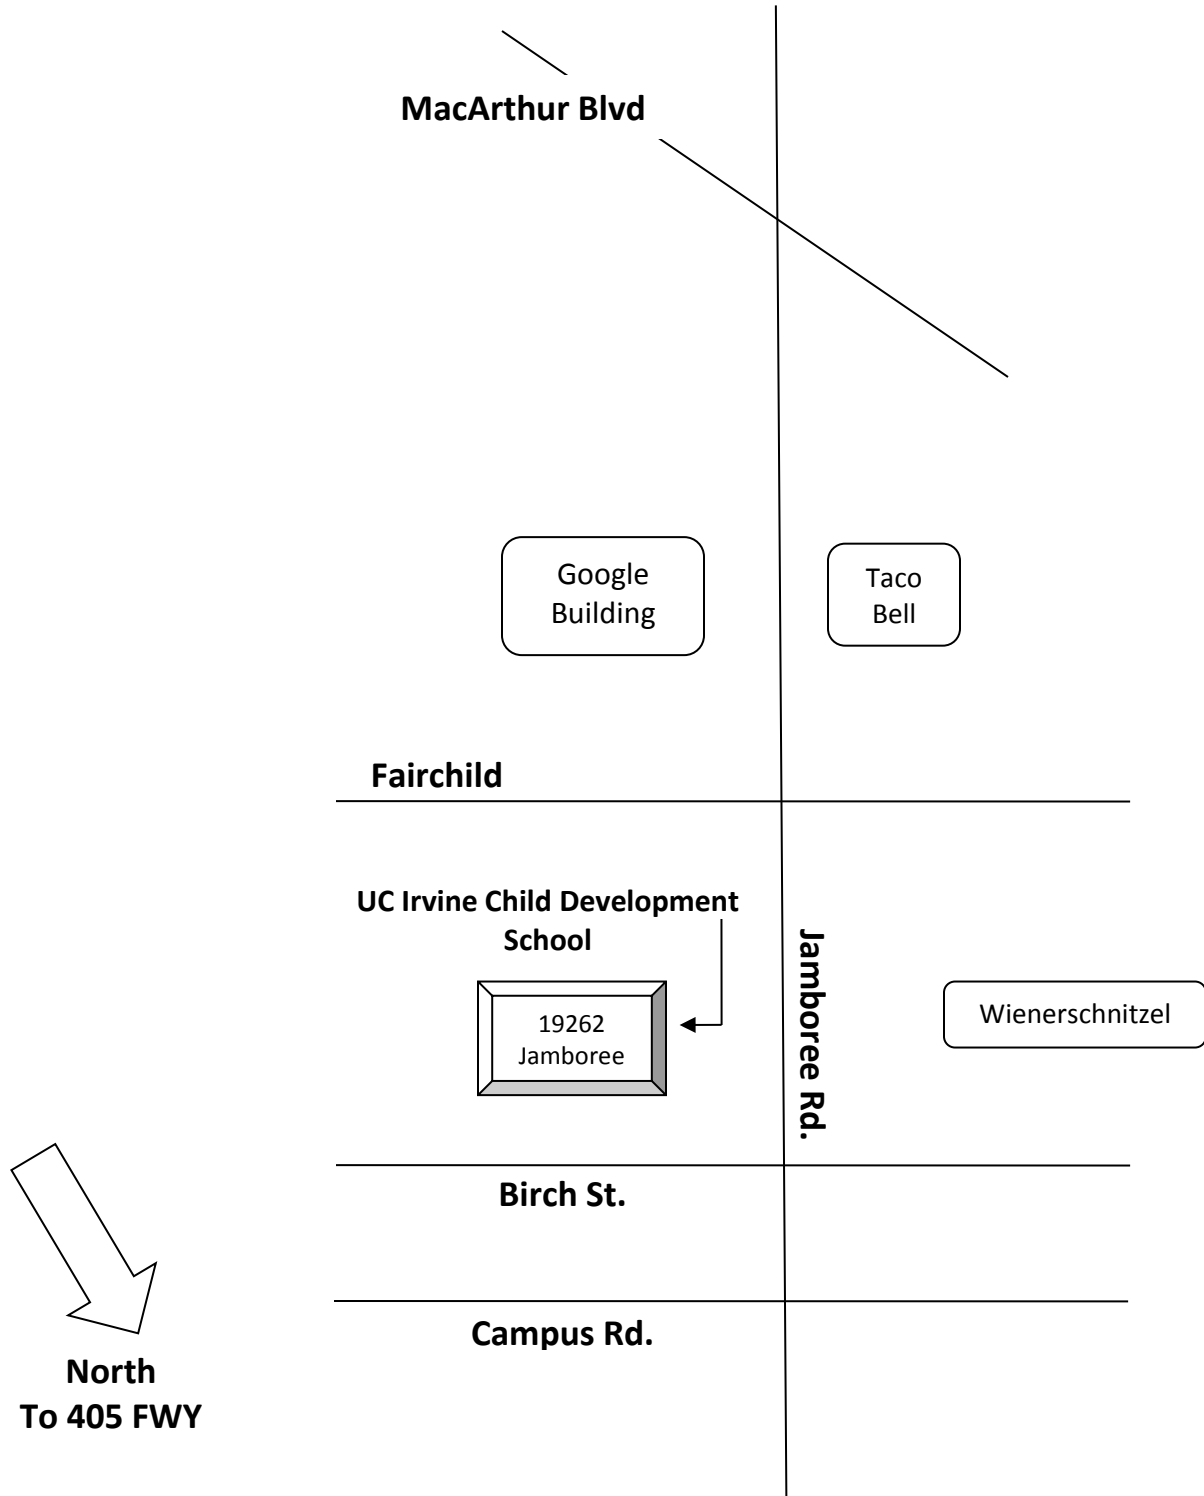 MacArthur Blvd
Google
Building
Taco
Bell
Fairchild
UC Irvine Child Development
School
Jamboree Rd.
19262
Jamboree
Wienerschnitzel
Birch St.
Campus Rd.
North
To 405 FWY